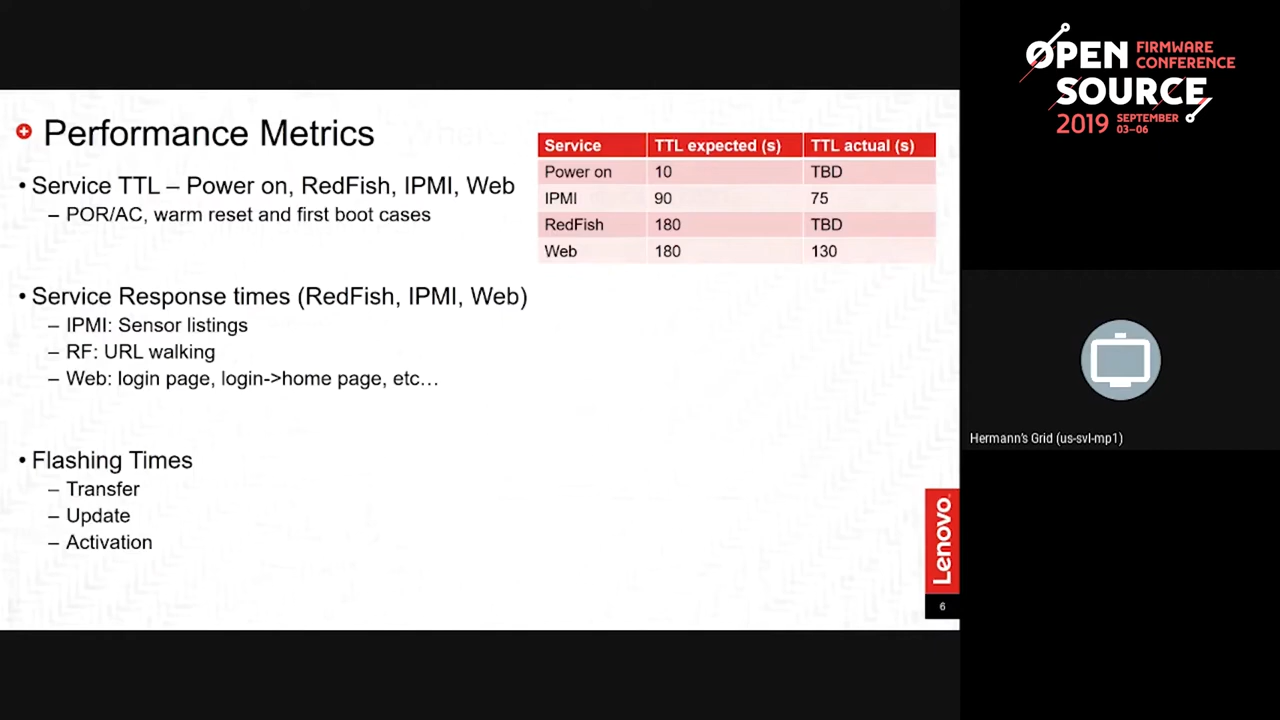 Performance Metrics
• Service TTL – Power on, RedFish, IPMI, Web
– POR/AC, warm reset and first boot cases
• Service Response times (RedFish, IPMI, Web)
– IPMI: Sensor listings
– RF: URL walking
– Web: login page, login->home page, etc…
• Flashing Times
– Transfer
– Update
– Activation
Service TTL expected (s) TTL actual (s)
Power on 10 TBD
IPMI 90 75
RedFish 180 TBD
Web 180 130
Lenovo
6
OPEN FIRMWARE
CONFERENCE
SOURCE
2019 SEPTEMBER
03–06
Hermann's Grid (us-svl-mp1)